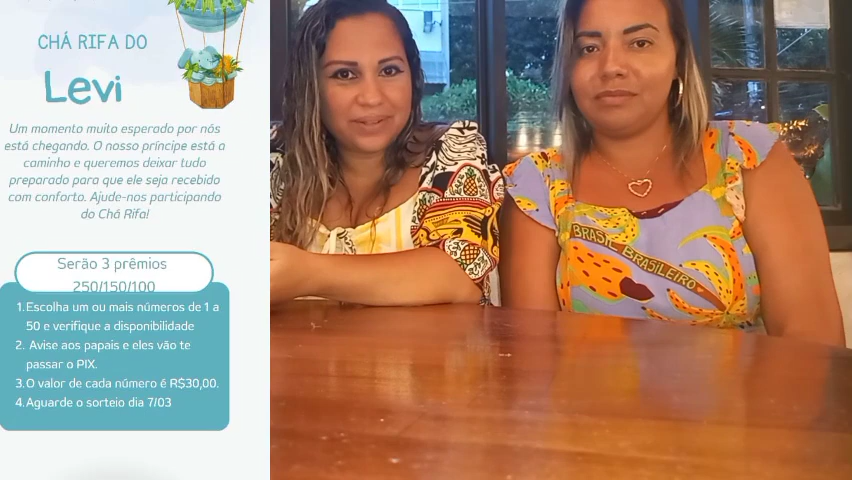 CHÁ RIFA DO
Levi
Um momento muito esperado por nós
está chegando. O nosso príncipe está a
caminho e queremos deixar tudo
preparado para que ele seja recebido
com conforto. Ajude-nos participando
do Chá Rifa!
Serão 3 prêmios
250/150/100
1.Escolha um ou mais números de 1 a
50 e verifique a disponibilidade
2. Avise aos papais e eles vão te
passar o PIX.
3.O valor de cada número é R$30,00.
4.Aguarde o sorteio dia 7/03
BRASIL BRASILEIRO